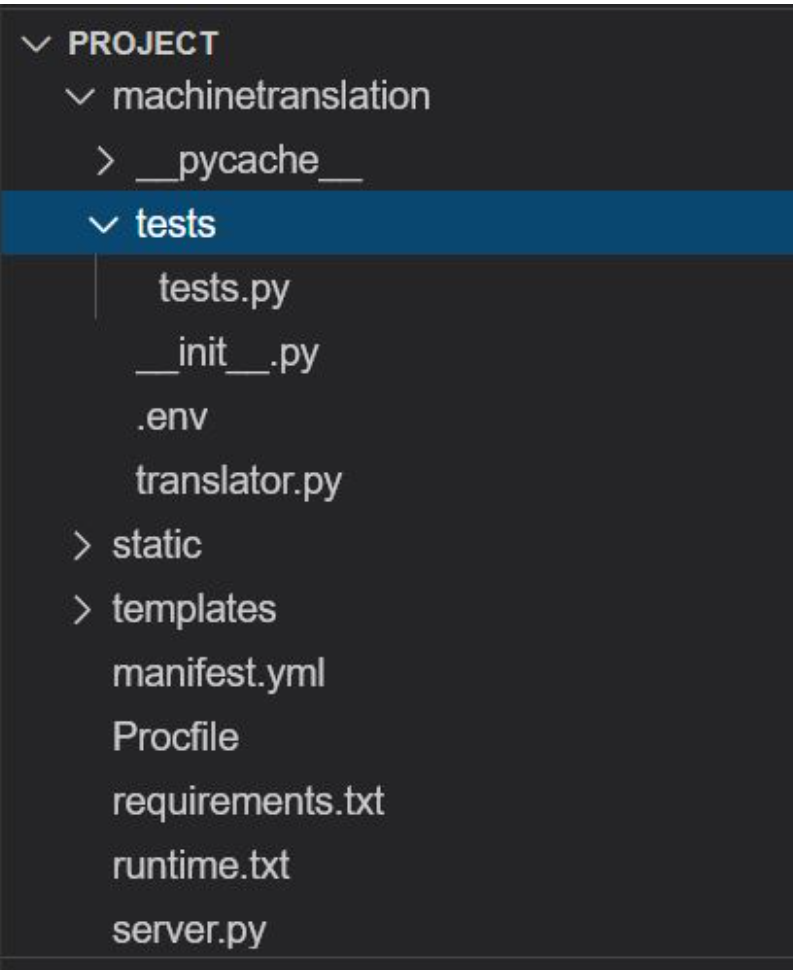 PROJECT
machinetranslation
__pycache__
tests
tests.py
__init__.py
.env
translator.py
static
templates
manifest.yml
Procfile
requirements.txt
runtime.txt
server.py